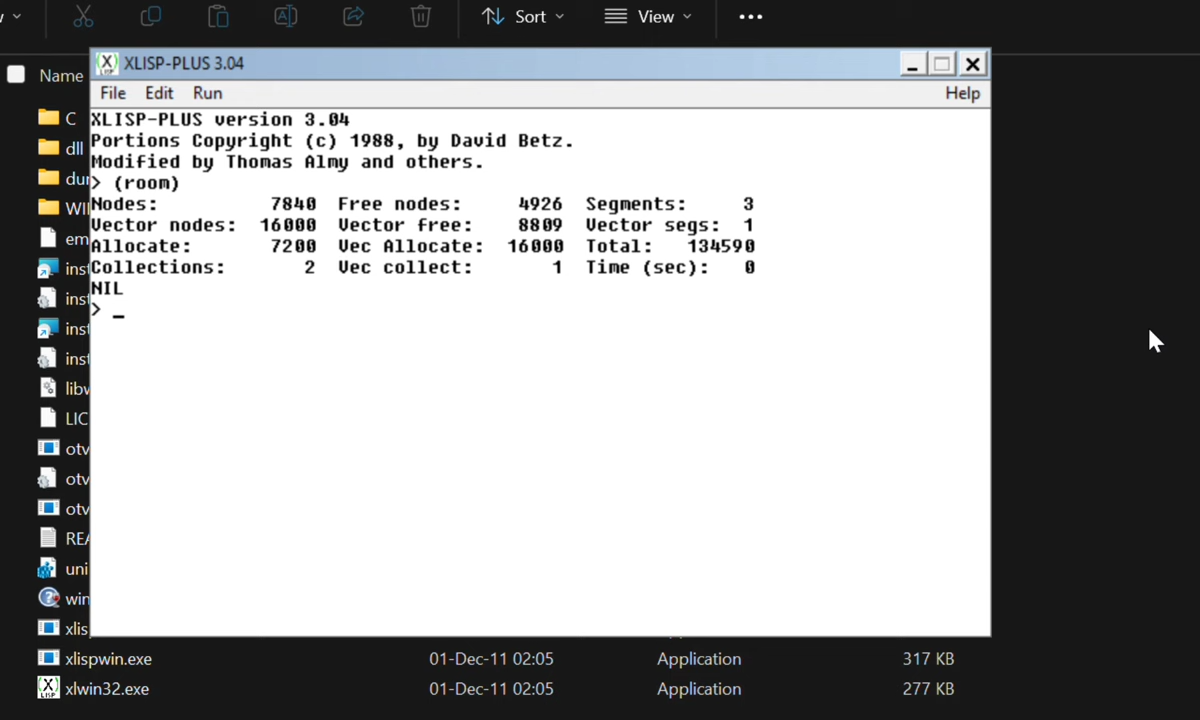 Sort View •••
XLISP-PLUS 3.04
Name
File Edit Run Help
C XLISP-PLUS version 3.04
Portions Copyright (c) 1988, by David Betz.
dll Modified by Thomas Almy and others.
> (room)
Nodes: 7840 Free nodes: 4926 Segments: 3
Vector nodes: 16000 Vector free: 8809 Vector segs: 1
Allocate: 7200 Vec Allocate: 16000 Total: 134590
Collections: 2 Vec collect: 1 Time (sec): 0
NIL
> _
xlispwin.exe 01-Dec-11 02:05 Application 317 KB
xlwin32.exe 01-Dec-11 02:05 Application 277 KB